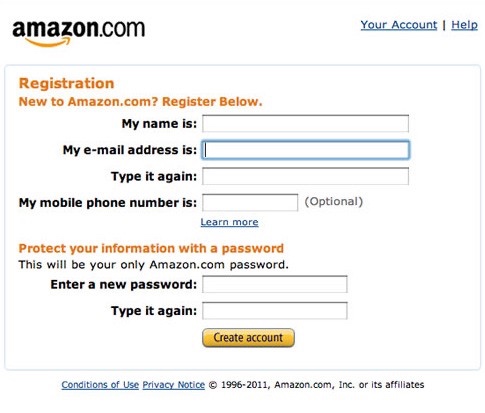 amazon.com
Your Account | Help
Registration
New to Amazon.com? Register Below.
My name is:
My e-mail address is:
Type it again:
My mobile phone number is: (Optional)
Learn more
Protect your information with a password
This will be your only Amazon.com password.
Enter a new password:
Type it again:
Create account
Conditions of Use Privacy Notice © 1996-2011, Amazon.com, Inc. or its affiliates